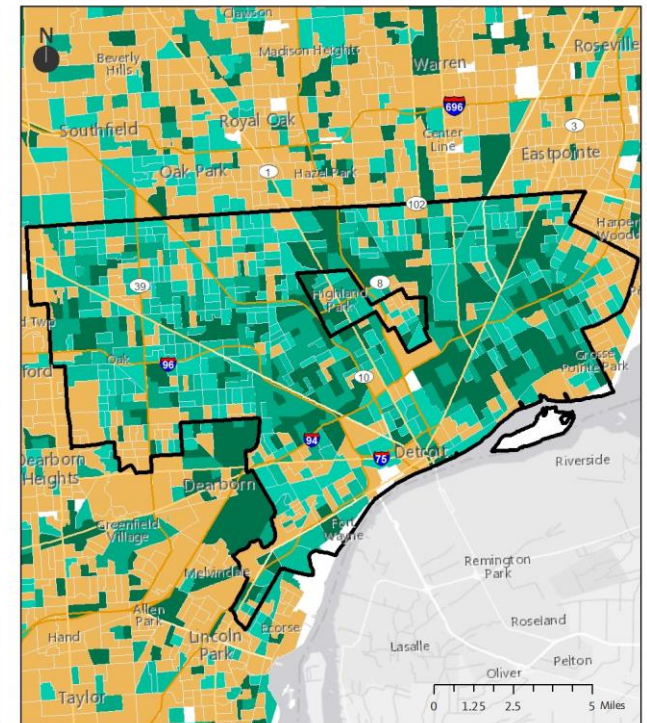 Clawson
N
Beverly
Hills
Madison Heights
Warren
Roseville
696
Southfield
Royal Oak
Center
Line
3
Eastpointe
Oak Park
1
Hazel Park
102
Harper
Woods
39
8
Highland
Park
d Twp
Oak
ford
96
Grosse
Pointe Park
10
94
75
Detroit
Dearborn
Heights
Dearborn
Riverside
Greenfield
Village
Fort
Wayne
Melvindale
Remington
Park
Allen
Park
Hand
Lincoln
Park
Ecorse
Roseland
Lasalle
Pelton
Oliver
Taylor
0 1.25 2.5 5 Miles